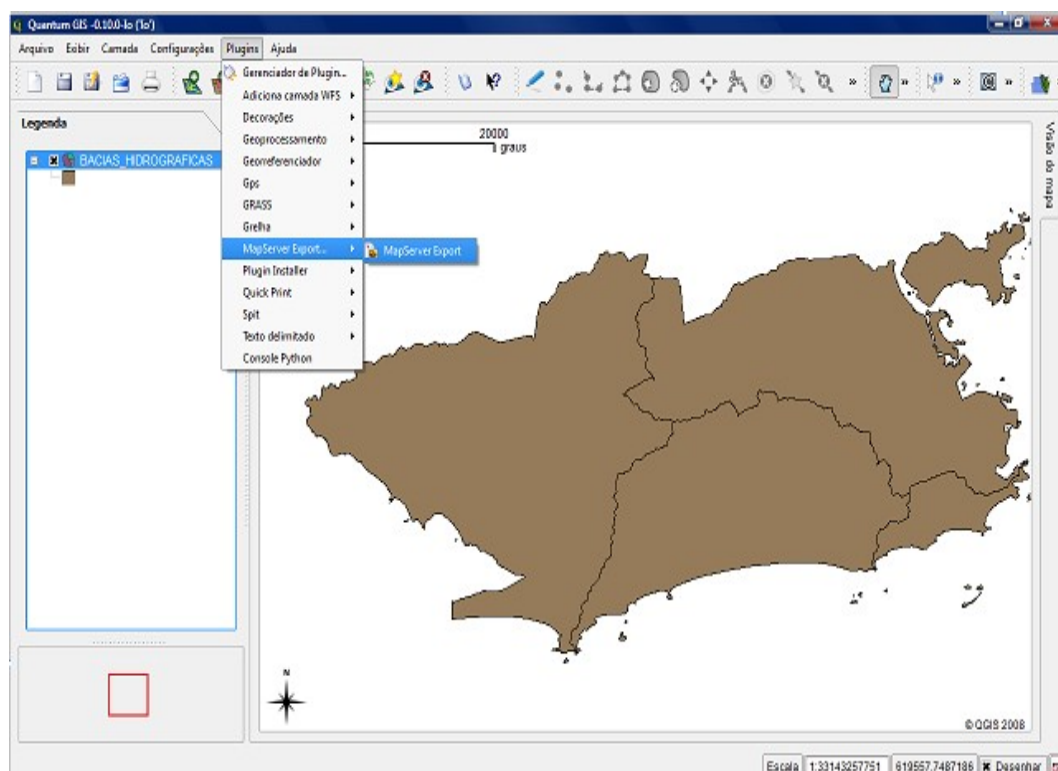 Quantum GIS -0.10.0-Io ('Io')
Arquivo Exibir Camada Configurações Plugins Ajuda
Gerenciador de Plugin...
Adiciona camada WFS
Decorações
Geoprocessamento
Georreferenciador
Gps
GRASS
Grelha
MapServer Export...
MapServer Export
Plugin Installer
Quick Print
Spit
Texto delimitado
Console Python
Legenda
BACIAS_HIDROGRAFICAS
20000
graus
Visão do mapa
N
© QGIS 2008
Escala 1:33143257751 619557.7487186 Desenhar